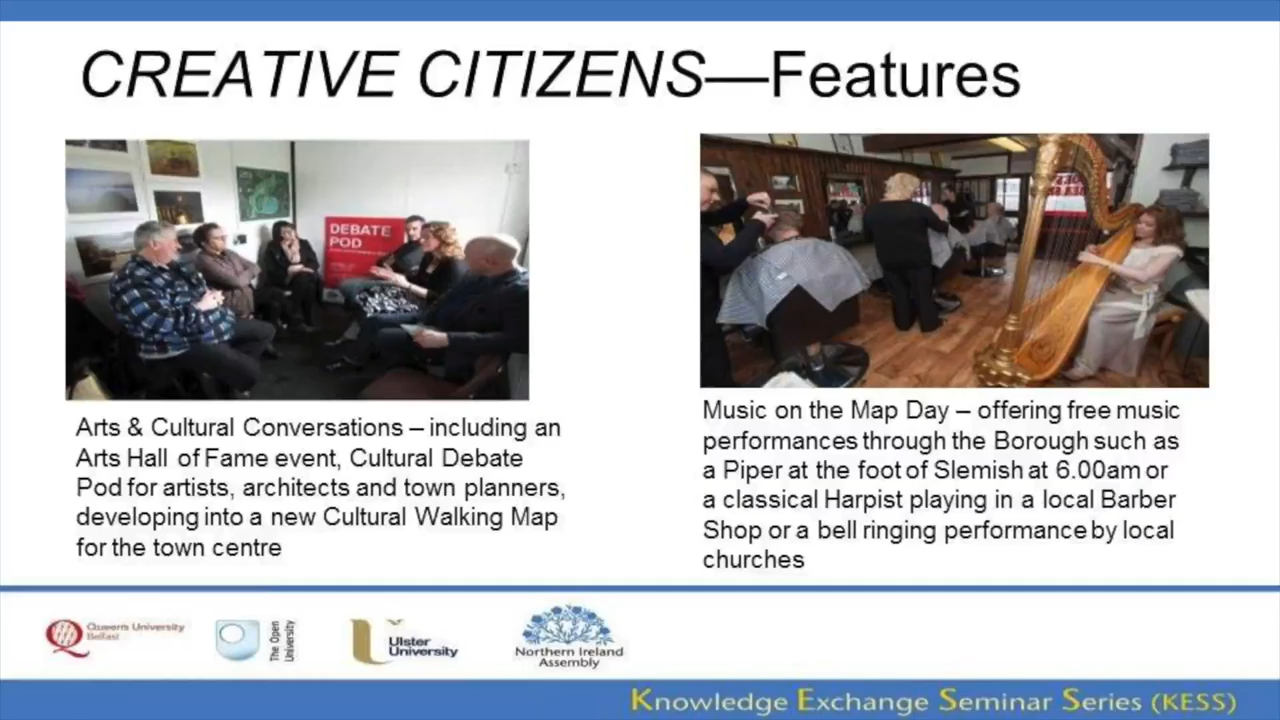 CREATIVE CITIZENS—Features
DEBATE
POD
Arts & Cultural Conversations – including an
Arts Hall of Fame event, Cultural Debate
Pod for artists, architects and town planners,
developing into a new Cultural Walking Map
for the town centre
Music on the Map Day – offering free music
performances through the Borough such as
a Piper at the foot of Slemish at 6.00am or
a classical Harpist playing in a local Barber
Shop or a bell ringing performance by local
churches
Queen's University
Belfast
The Open
University
Ulster
University
Northern Ireland
Assembly
Knowledge Exchange Seminar Series (KESS)